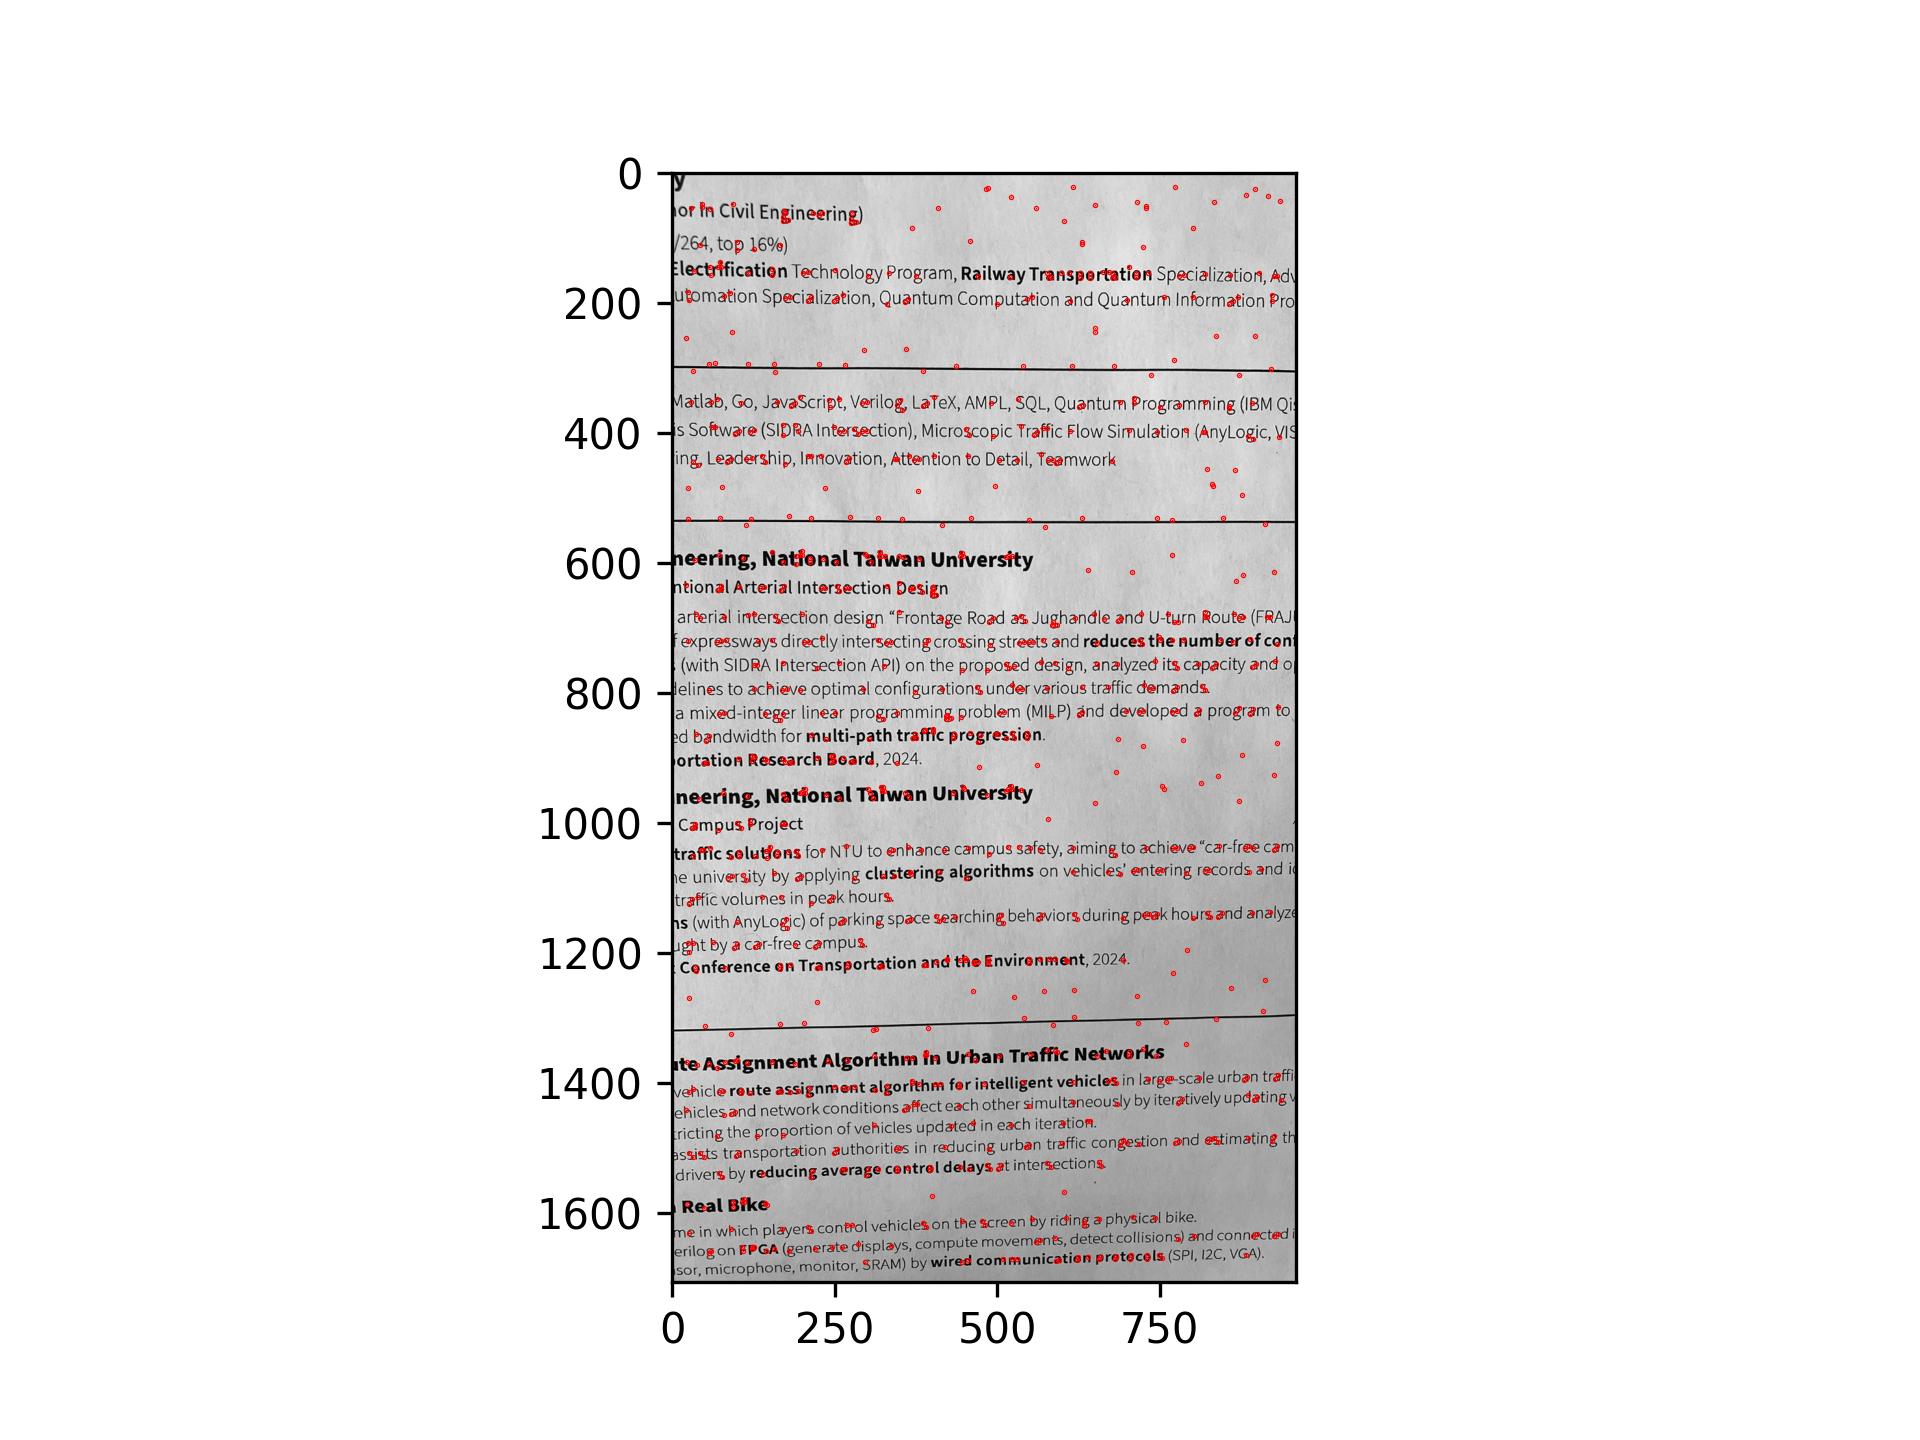 0
y
nor in Civil Engineering)
/264, top 16%)
Electrification Technology Program, Railway Transportation Specialization, Adv
200
utomation Specialization, Quantum Computation and Quantum Information Pro
Matlab, Go, JavaScript, Verilog, LaTeX, AMPL, SQL, Quantum Programming (IBM Qis
400
is Software (SIDRA Intersection), Microscopic Traffic Flow Simulation (AnyLogic, VIS
ing, Leadership, Innovation, Attention to Detail, Teamwork
600
neering, National Taiwan University
ntional Arterial Intersection Design
arterial intersection design “Frontage Road as Jughandle and U-turn Route (FRAJU
f expressways directly intersecting crossing streets and reduces the number of conf
s (with SIDRA Intersection API) on the proposed design, analyzed its capacity and op
800
delines to achieve optimal configurations under various traffic demands.
a mixed-integer linear programming problem (MILP) and developed a program to
ed bandwidth for multi-path traffic progression.
portation Research Board, 2024.
neering, National Taiwan University
1000
Campus Project
traffic solutions for NTU to enhance campus safety, aiming to achieve “car-free cam
he university by applying clustering algorithms on vehicles’ entering records and id
traffic volumes in peak hours.
ns (with AnyLogic) of parking space searching behaviors during peak hours and analyze
ught by a car-free campus.
1200
Conference on Transportation and the Environment, 2024.
ute Assignment Algorithm in Urban Traffic Networks
1400
vehicle route assignment algorithm for intelligent vehicles in large-scale urban traffi
ehicles and network conditions affect each other simultaneously by iteratively updating v
tricting the proportion of vehicles updated in each iteration.
assists transportation authorities in reducing urban traffic congestion and estimating th
drivers by reducing average control delays at intersections.
Real Bike
1600
me in which players control vehicles on the screen by riding a physical bike.
erilog on FPGA (generate displays, compute movements, detect collisions) and connected i
sor, microphone, monitor, SRAM) by wired communication protocols (SPI, I2C, VGA).
0 250 500 750